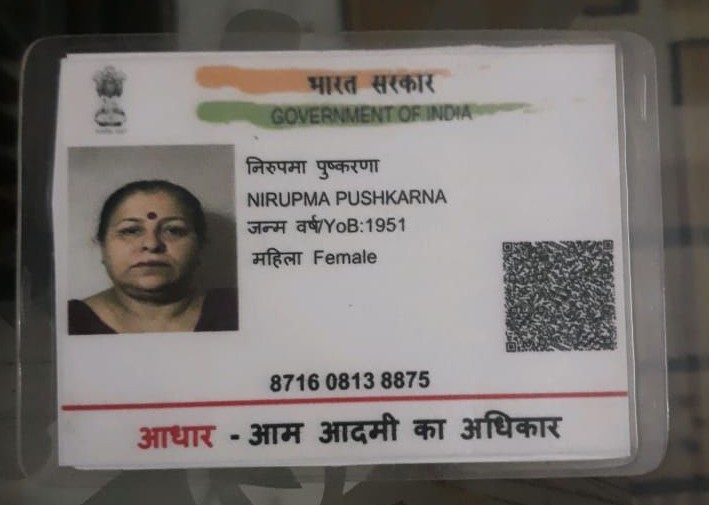 भारत सरकार
GOVERNMENT OF INDIA
निरुपमा पुष्करणा
NIRUPMA PUSHKARNA
जन्म वर्ष/YoB:1951
महिला Female
8716 0813 8875
आधार - आम आदमी का अधिकार